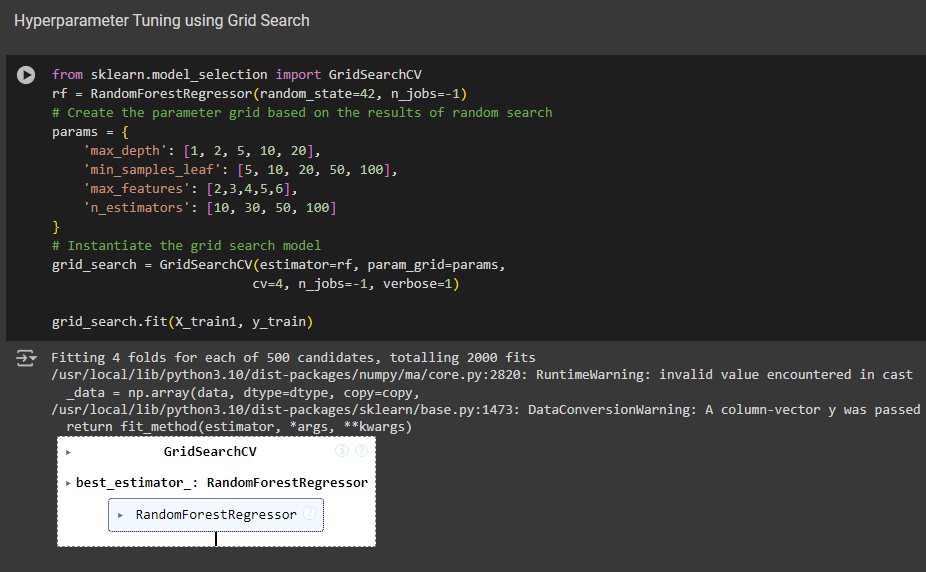 Hyperparameter Tuning using Grid Search
from sklearn.model_selection import GridSearchCV
rf = RandomForestRegressor(random_state=42, n_jobs=-1)
# Create the parameter grid based on the results of random search
params = {
    'max_depth': [1, 2, 5, 10, 20],
    'min_samples_leaf': [5, 10, 20, 50, 100],
    'max_features': [2,3,4,5,6],
    'n_estimators': [10, 30, 50, 100]
}
# Instantiate the grid search model
grid_search = GridSearchCV(estimator=rf, param_grid=params,
                          cv=4, n_jobs=-1, verbose=1)
grid_search.fit(X_train1, y_train)
Fitting 4 folds for each of 500 candidates, totalling 2000 fits
/usr/local/lib/python3.10/dist-packages/numpy/ma/core.py:2820: RuntimeWarning: invalid value encountered in cast
  _data = np.array(data, dtype=dtype, copy=copy,
/usr/local/lib/python3.10/dist-packages/sklearn/base.py:1473: DataConversionWarning: A column-vector y was passed
  return fit_method(estimator, *args, **kwargs)
GridSearchCV i ?
best_estimator_: RandomForestRegressor
RandomForestRegressor ?